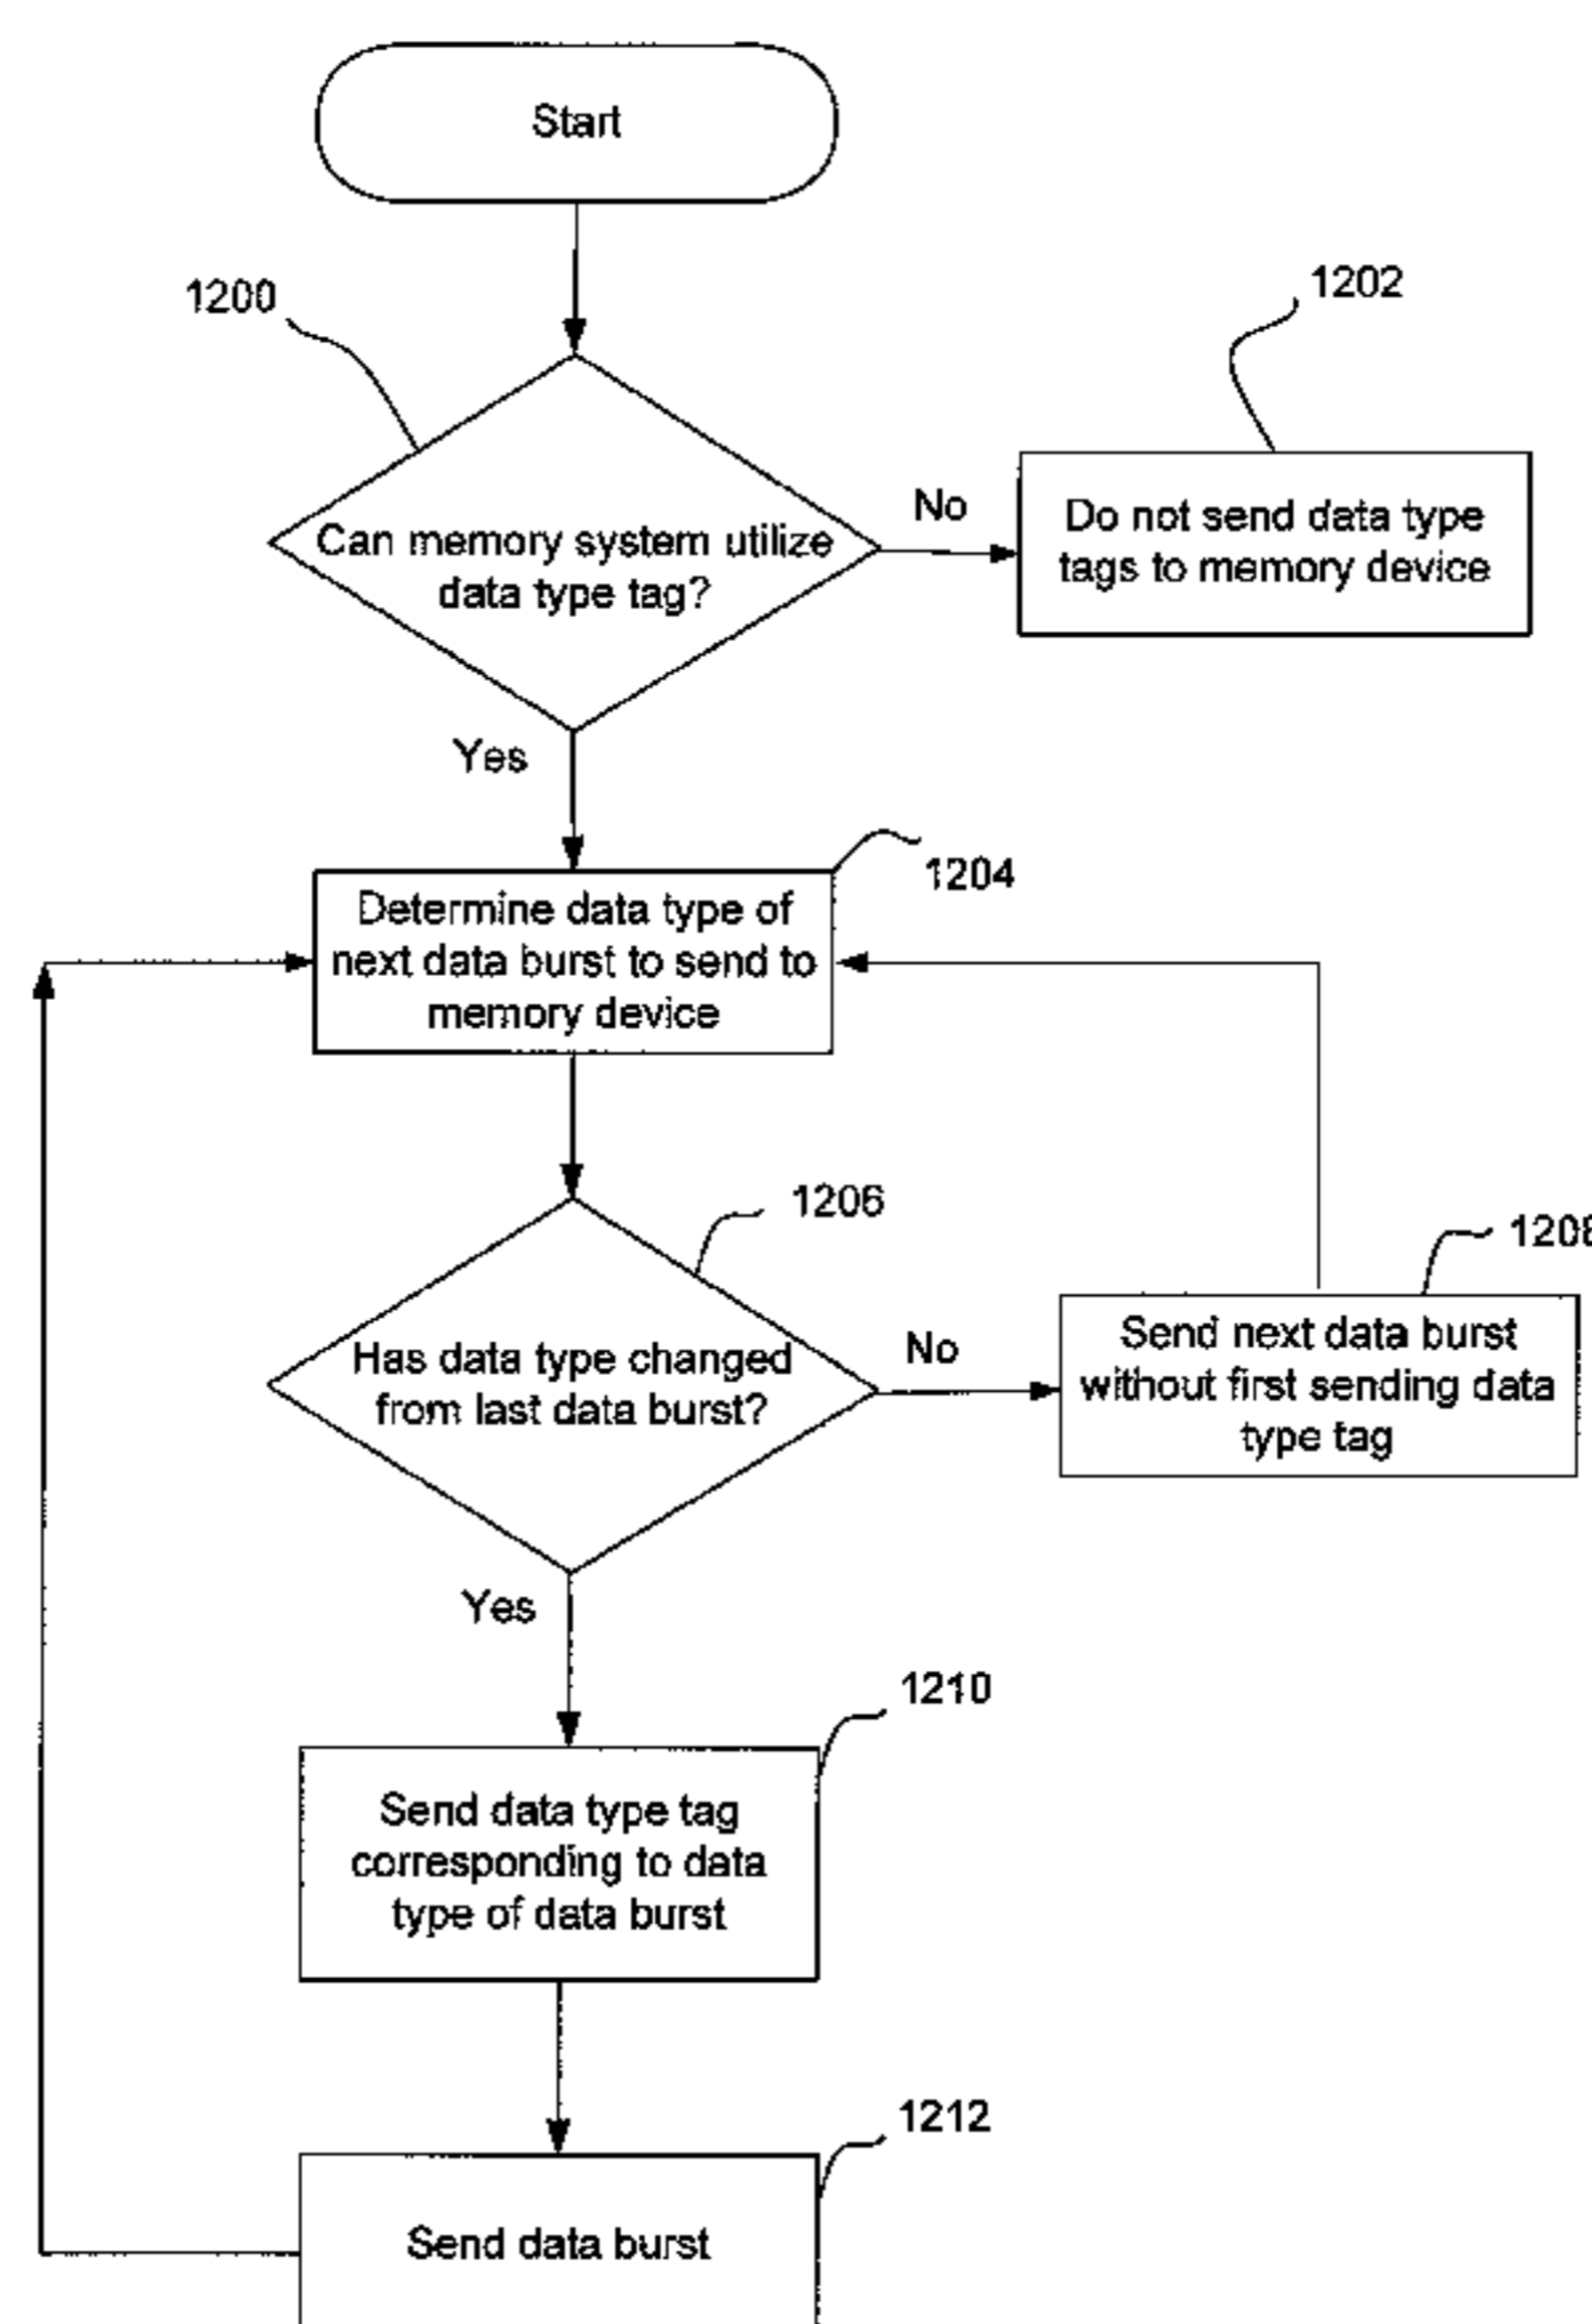 Start
1200
1202
Can memory system utilize
data type tag?
No
Do not send data type
tags to memory device
Yes
1204
Determine data type of
next data burst to send to
memory device
1206
1208
Has data type changed
from last data burst?
No
Send next data burst
without first sending data
type tag
Yes
1210
Send data type tag
corresponding to data
type of data burst
1212
Send data burst